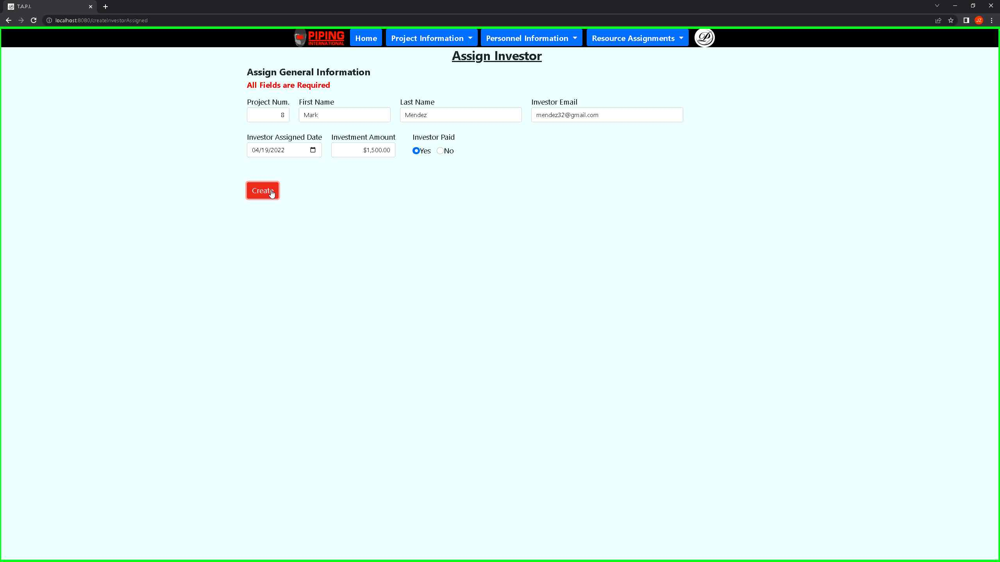 T.A.P.I.
localhost:8080/createInvestorAssigned
JZ
PIPING
INTERNATIONAL
Home
Project Information
Personnel Information
Resource Assignments
Assign Investor
Assign General Information
All Fields are Required
Project Num. First Name Last Name Investor Email
8 Mark Mendez mendez32@gmail.com
Investor Assigned Date Investment Amount Investor Paid
04/19/2022 $1,500.00 Yes No
Create